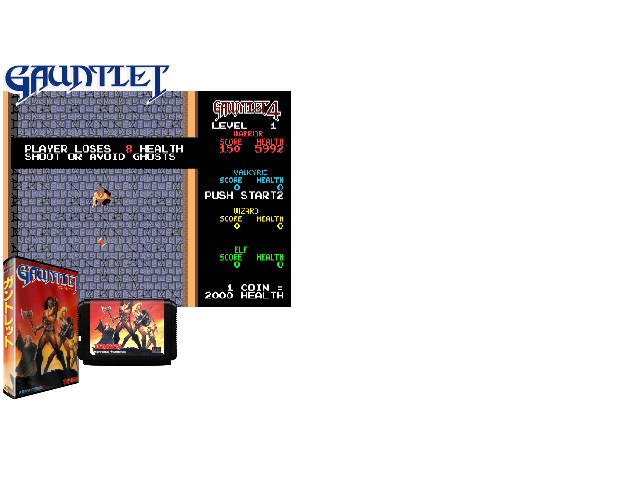 GAUNTLET
GAUNTLET 4
LEVEL 1
WARRIOR
SCORE HEALTH
150 5992
PLAYER LOSES 8 HEALTH
SHOOT OR AVOID GHOSTS
VALKYRIE
SCORE HEALTH
0 0
PUSH START2
WIZARD
SCORE HEALTH
0 0
ELF
SCORE HEALTH
0 0
1 COIN =
2000 HEALTH
GAUNTLET
ガントレット